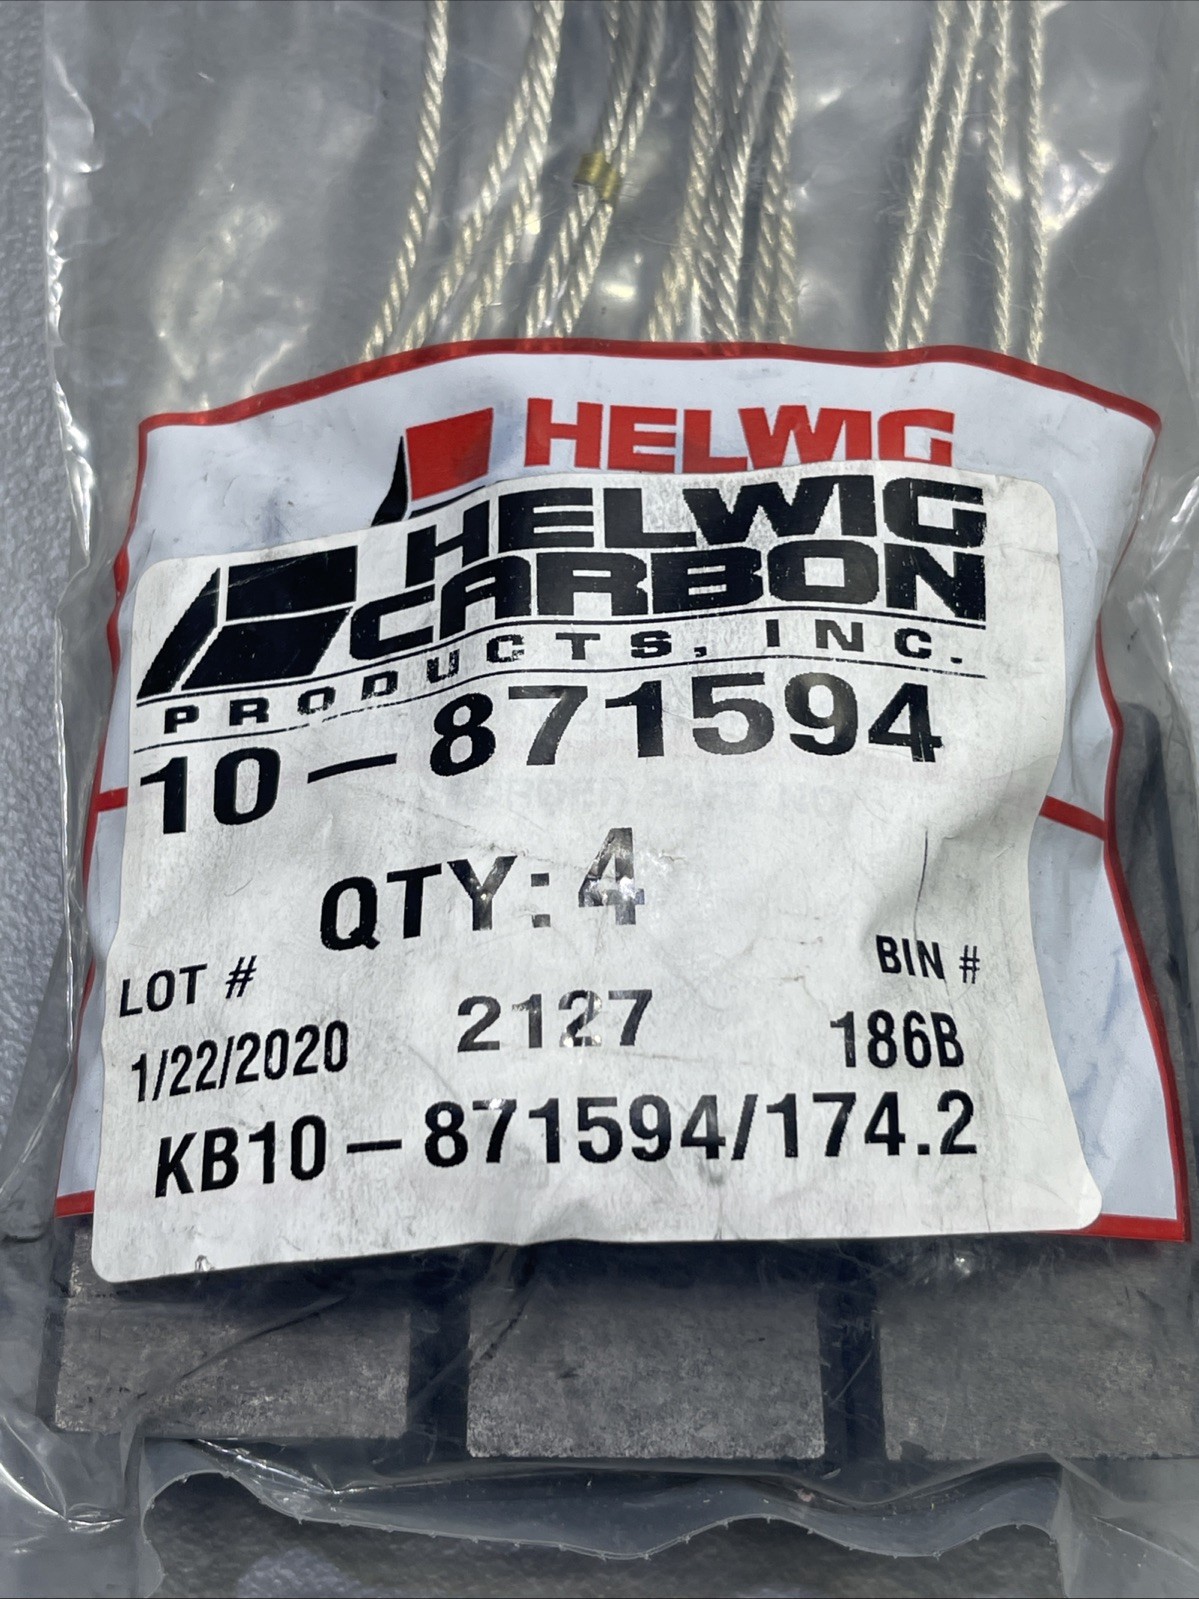 HELWIG
HELWIG
CARBON
PRODUCTS, INC.
10-871594
QTY: 4
LOT # BIN #
1/22/2020 2127 186B
KB10-871594/174.2